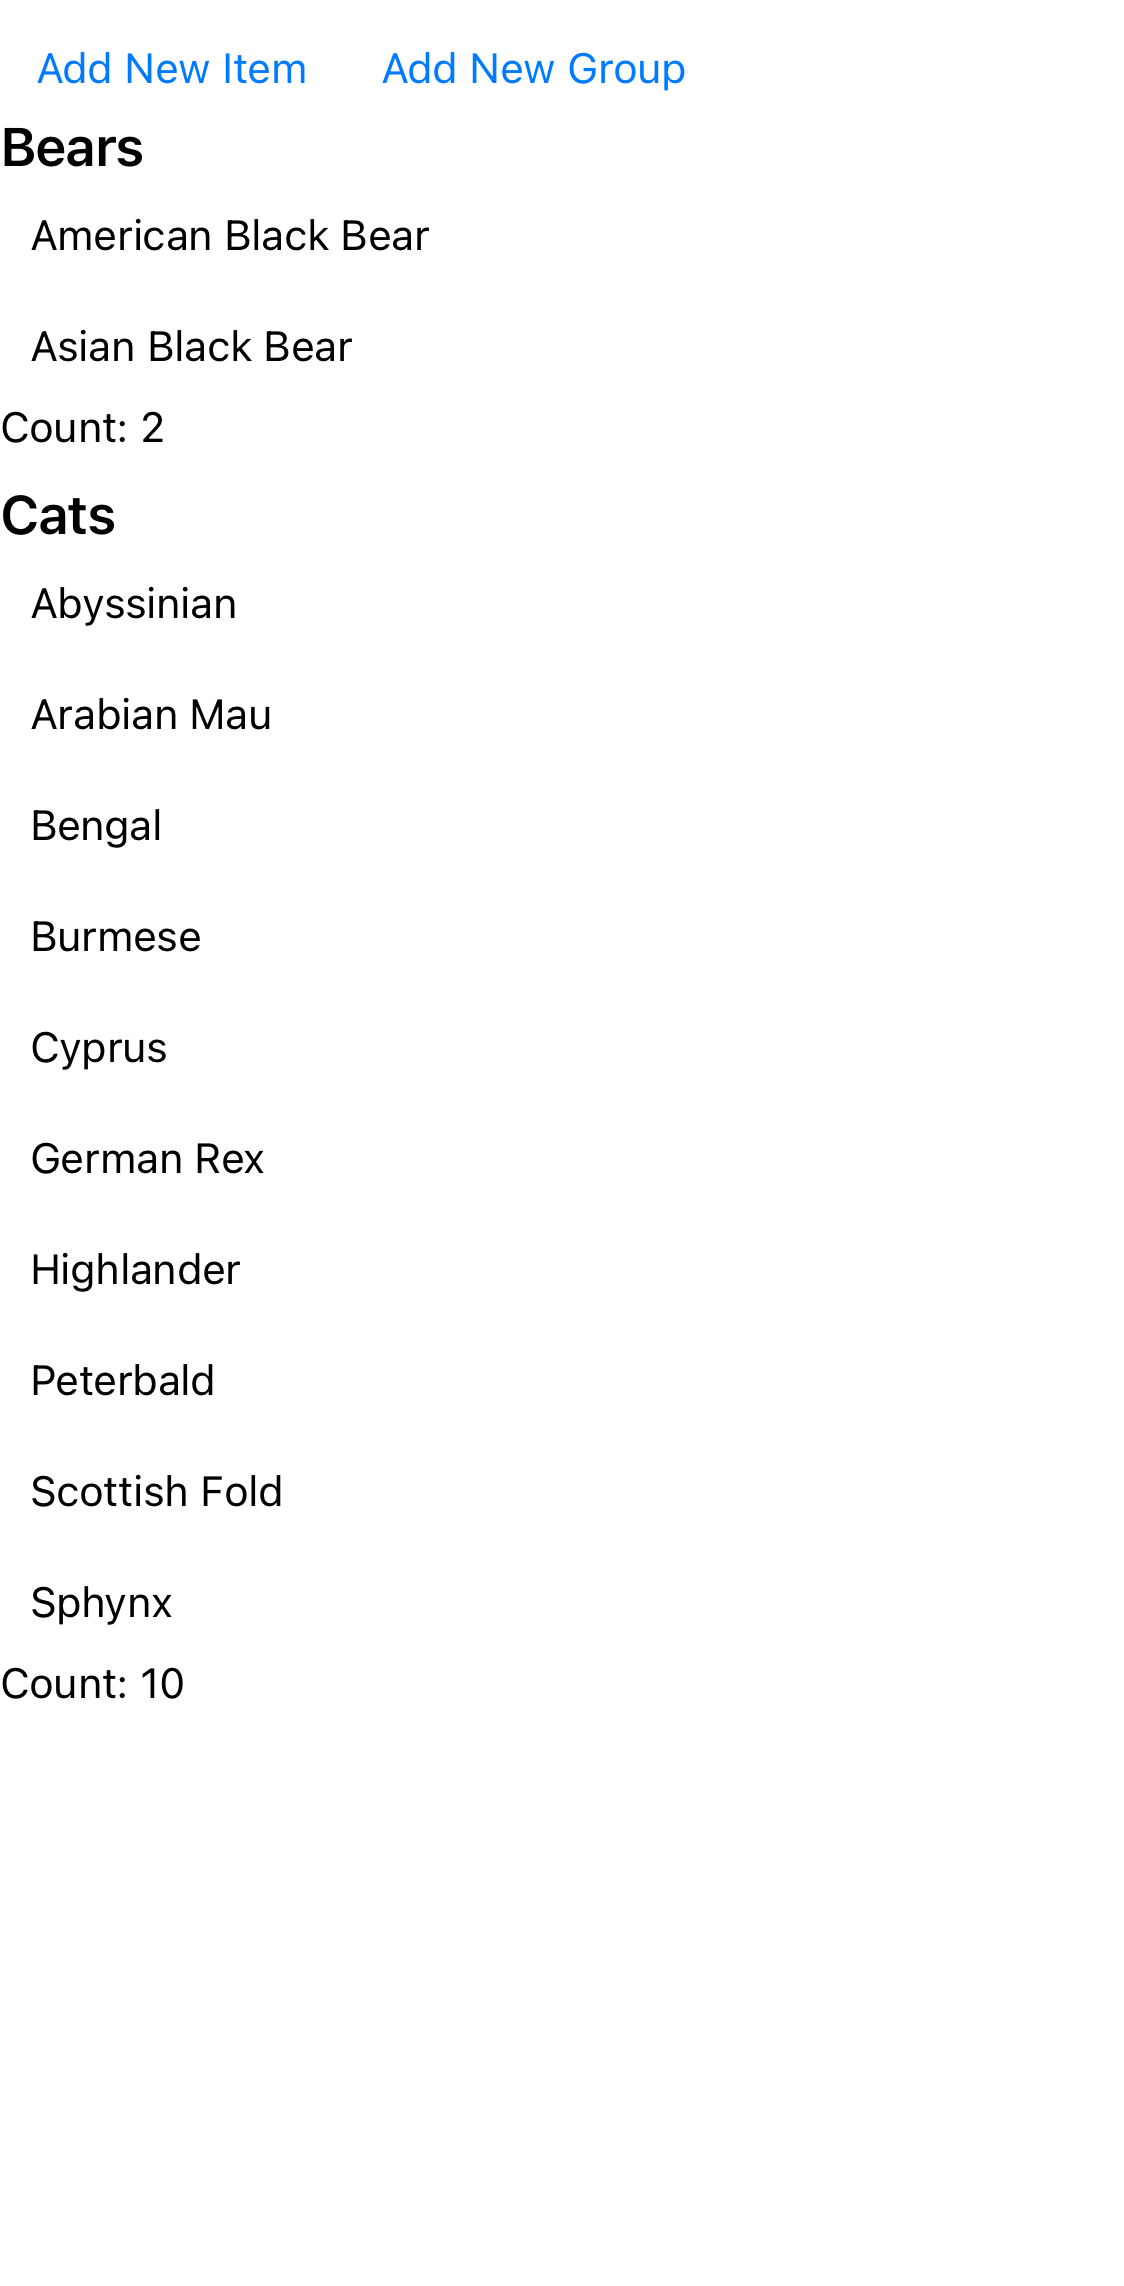 Add New Item Add New Group
Bears
American Black Bear
Asian Black Bear
Count: 2
Cats
Abyssinian
Arabian Mau
Bengal
Burmese
Cyprus
German Rex
Highlander
Peterbald
Scottish Fold
Sphynx
Count: 10